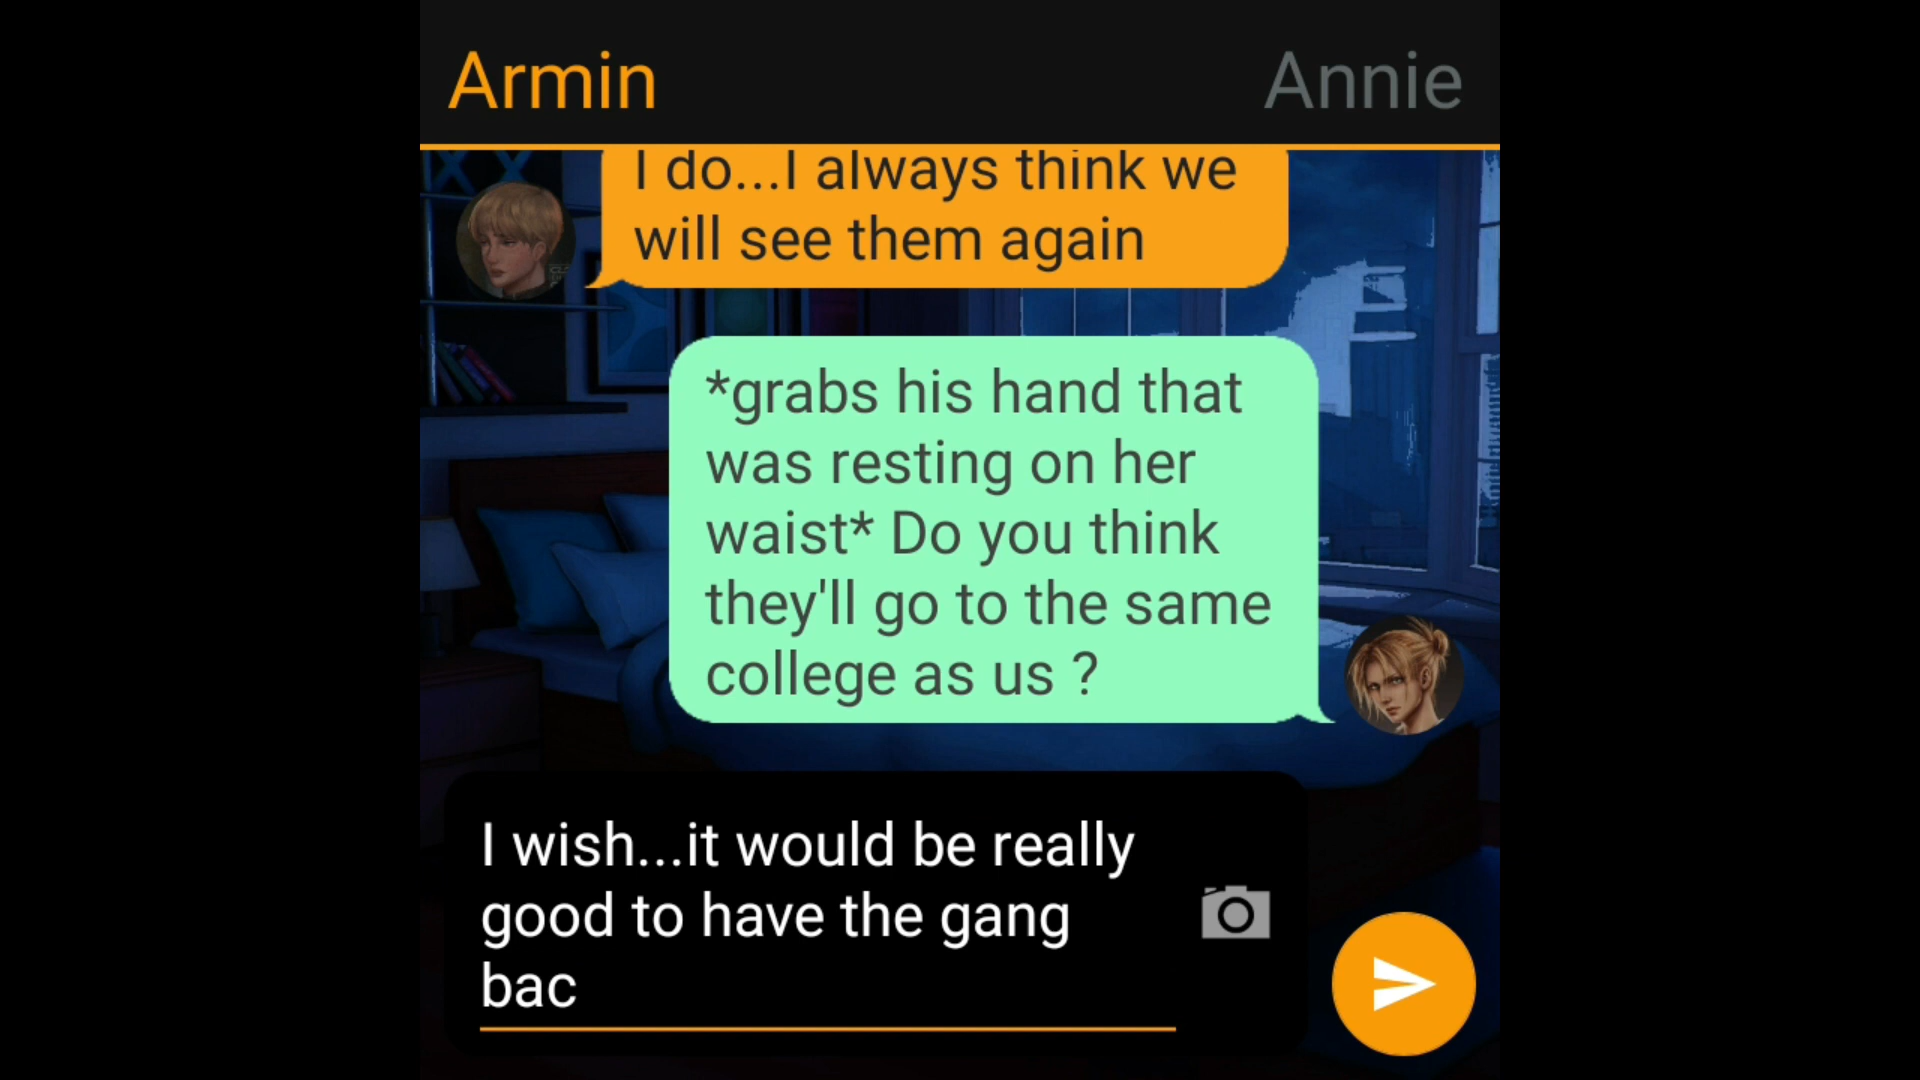 Armin
Annie
I do...I always think we
will see them again
*grabs his hand that
was resting on her
waist* Do you think
they'll go to the same
college as us ?
I wish...it would be really
good to have the gang
bac